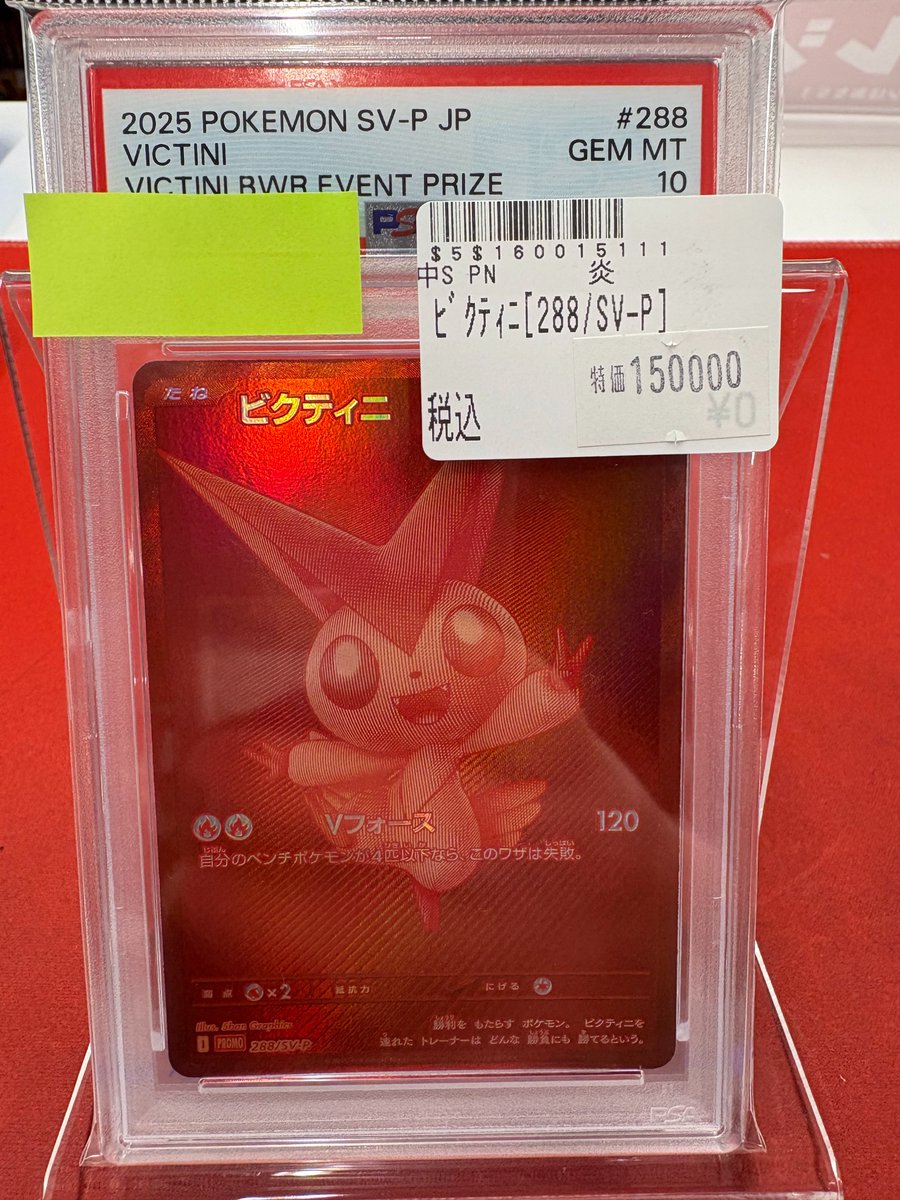 2025 POKEMON SV-P JP #288
VICTINI GEM MT
VICTINI BWR EVENT PRIZE 10
PS
$5$160015111
中S PN 炎
ビクティニ[288/SV-P]
特価150000
¥0
税込
たね ビクティニ
Vフォース 120
自分のベンチポケモンが4匹以下なら、このワザは失敗。
弱点 ×2 抵抗力 にげる
Illus. Shan Graphics
勝利を もたらす ポケモン。 ビクティニを
I PROMO 288/SV-P
連れた トレーナーは どんな 勝負にも 勝てるという。
PSA